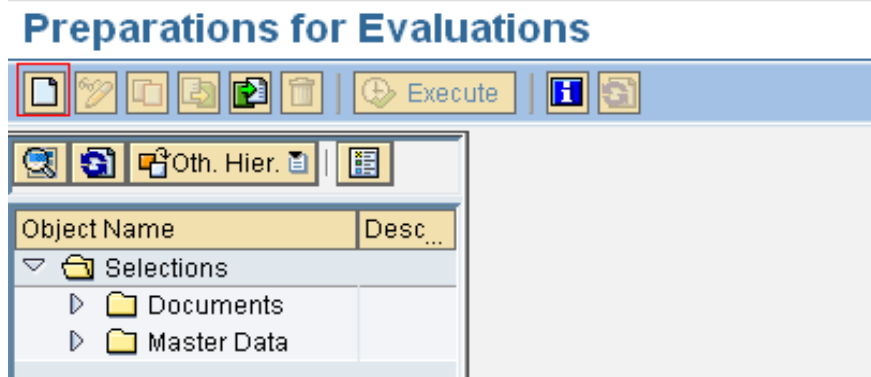 Preparations for Evaluations
Execute
Oth. Hier.
Object Name Desc...
Selections
Documents
Master Data